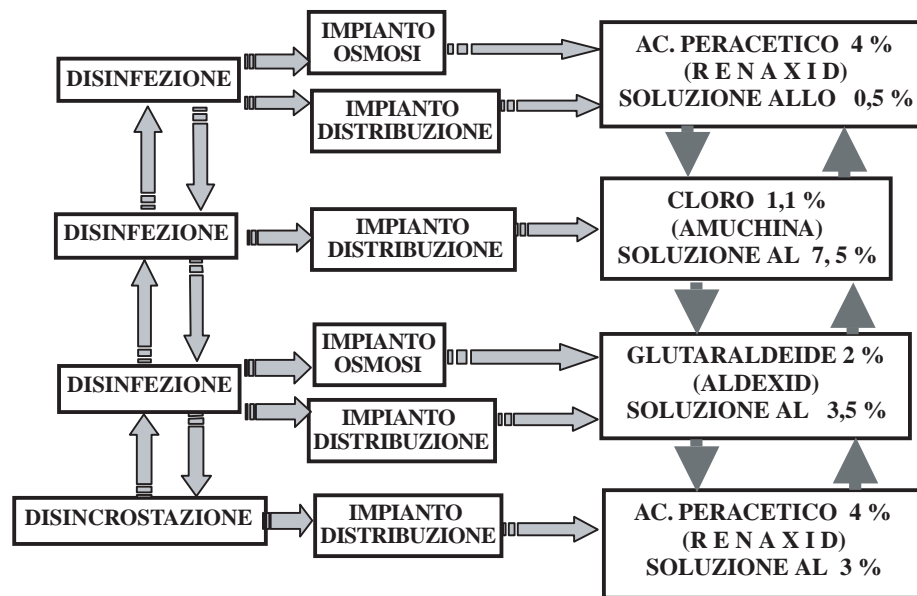 DISINFEZIONE
IMPIANTO
OSMOSI
IMPIANTO
DISTRIBUZIONE
AC. PERACETICO 4 %
(R E N A X I D)
SOLUZIONE ALLO 0,5 %
DISINFEZIONE
IMPIANTO
DISTRIBUZIONE
CLORO 1,1 %
(AMUCHINA)
SOLUZIONE AL 7, 5 %
DISINFEZIONE
IMPIANTO
OSMOSI
IMPIANTO
DISTRIBUZIONE
GLUTARALDEIDE 2 %
(ALDEXID)
SOLUZIONE AL 3,5 %
DISINCROSTAZIONE
IMPIANTO
DISTRIBUZIONE
AC. PERACETICO 4 %
(R E N A X I D)
SOLUZIONE AL 3 %